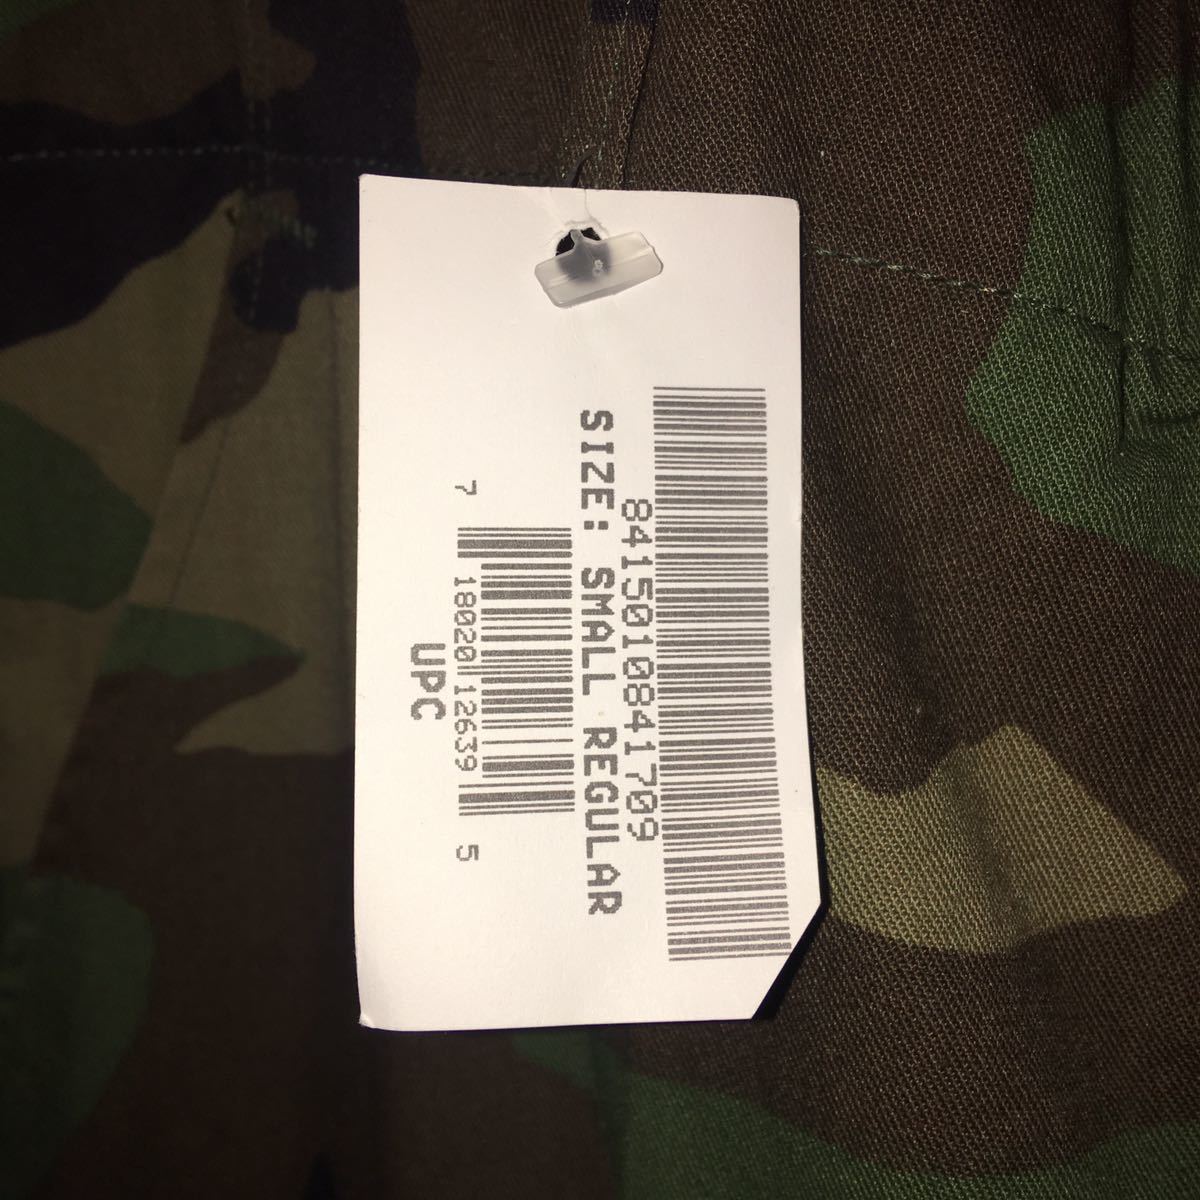 8415010841709
SIZE: SMALL REGULAR
7 18020 12639 5
UPC